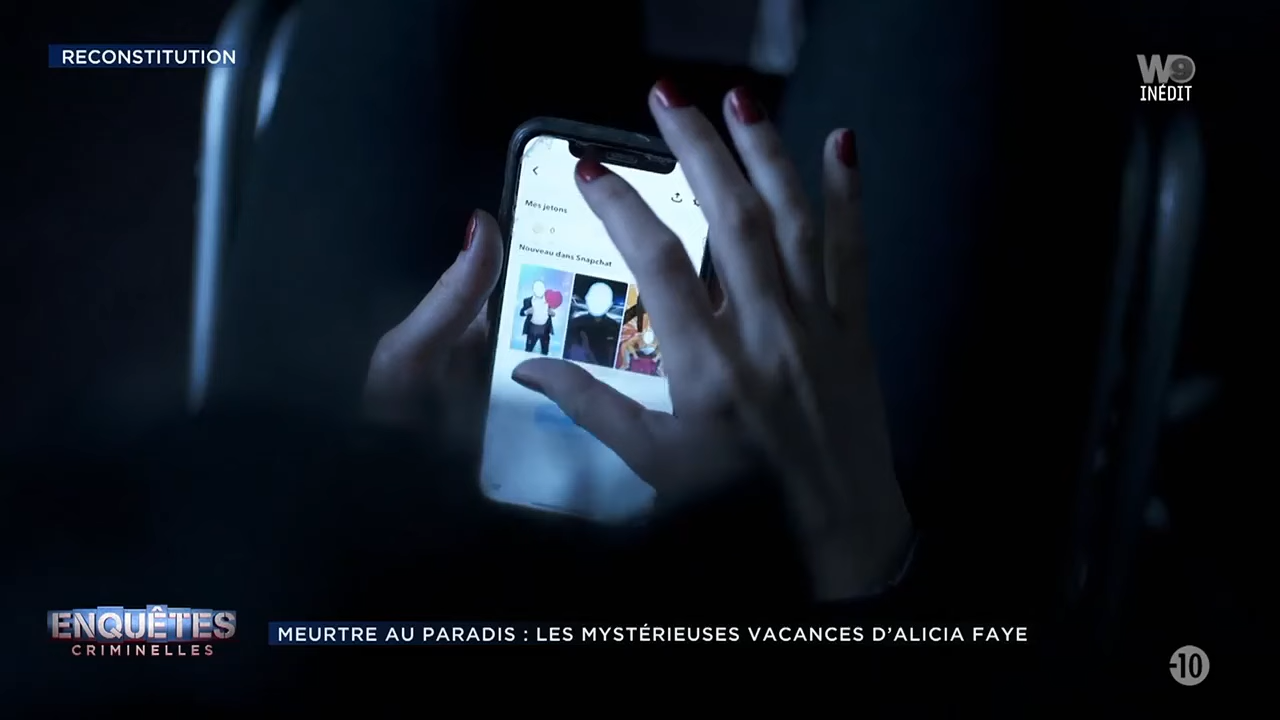 RECONSTITUTION
W9
INÉDIT
Mes jetons
0
Nouveau dans Snapchat
ENQUÊTES
CRIMINELLES
MEURTRE AU PARADIS : LES MYSTÉRIEUSES VACANCES D'ALICIA FAYE
-10